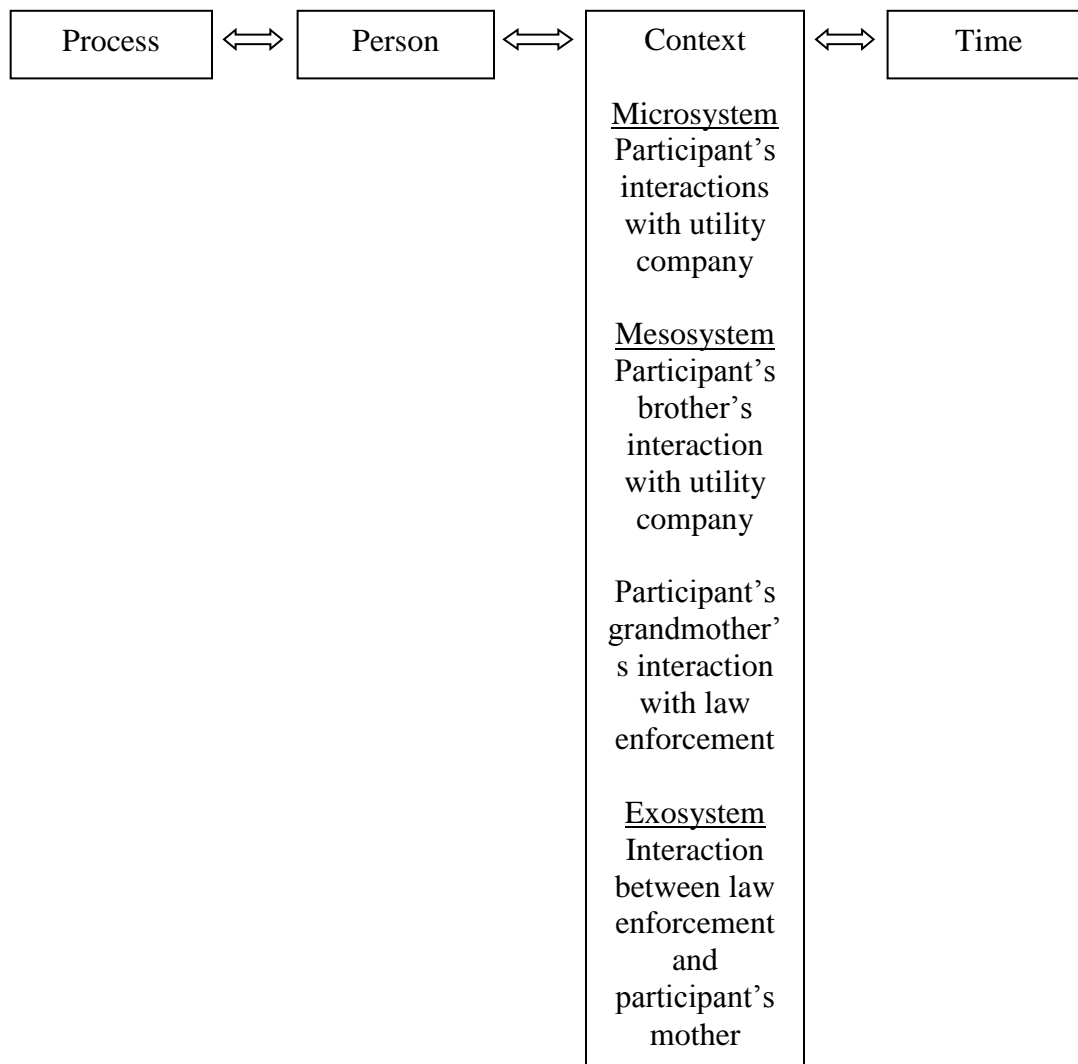 Process
Person
Context
Time
Microsystem
Participant’s
interactions
with utility
company
Mesosystem
Participant’s
brother’s
interaction
with utility
company
Participant’s
grandmother’
s interaction
with law
enforcement
Exosystem
Interaction
between law
enforcement
and
participant’s
mother